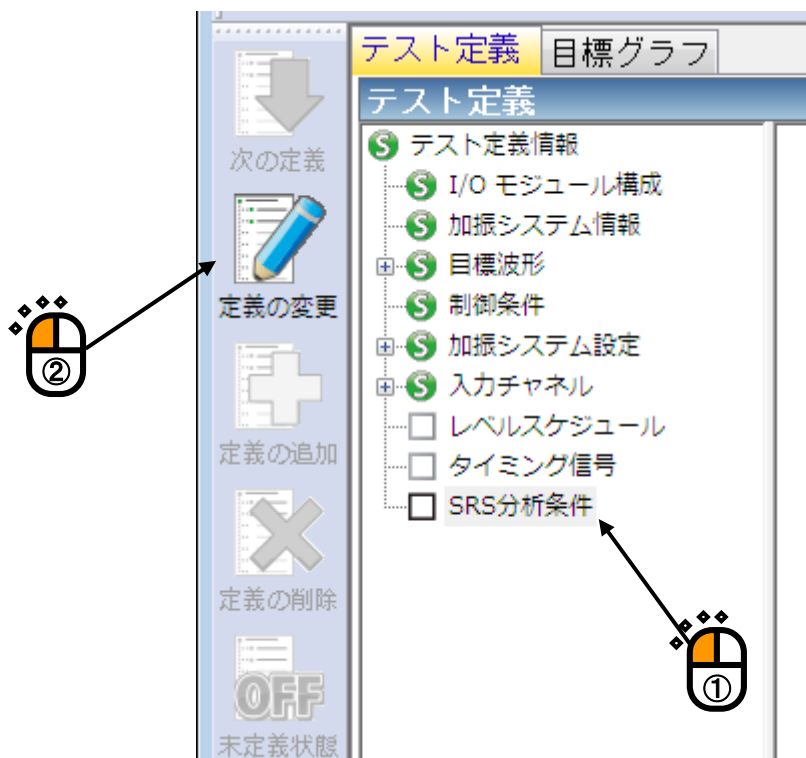 テスト定義
目標グラフ
テスト定義
次の定義
定義の変更
定義の追加
定義の削除
OFF
未定義状態
テスト定義情報
I/O モジュール構成
加振システム情報
目標波形
制御条件
加振システム設定
入力チャネル
レベルスケジュール
タイミング信号
SRS分析条件
②
①